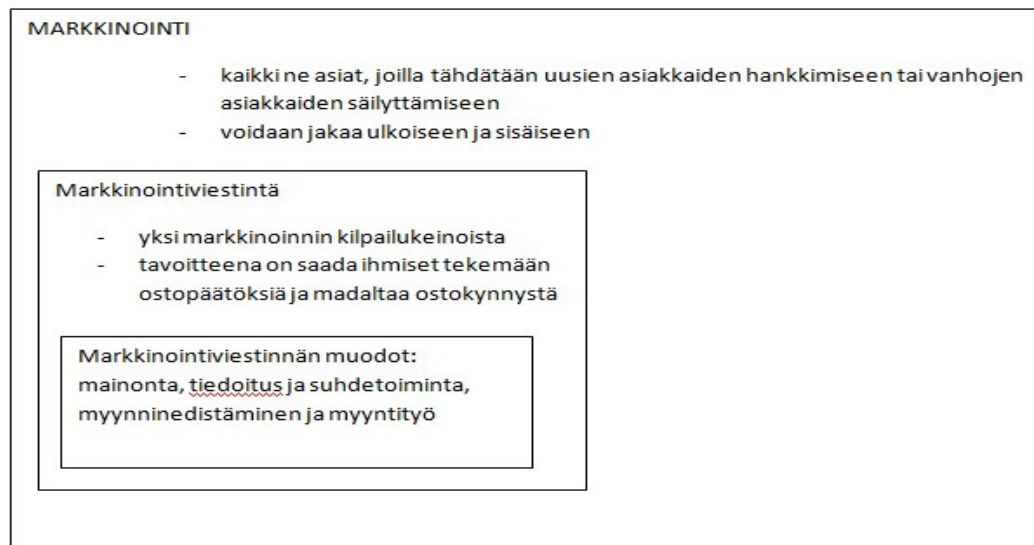 MARKKINOINTI
- kaikki ne asiat, joilla tähdätään uusien asiakkaiden hankkimiseen tai vanhojen
asiakkaiden säilyttämiseen
- voidaan jakaa ulkoiseen ja sisäiseen
Markkinointiviestintä
- yksi markkinoinnin kilpailukeinoista
- tavoitteena on saada ihmiset tekemään
ostopäätöksiä ja madaltaa ostokynnystä
Markkinointiviestinnän muodot:
mainonta, tiedoitus ja suhdetoiminta,
myynninedistäminen ja myyntityö